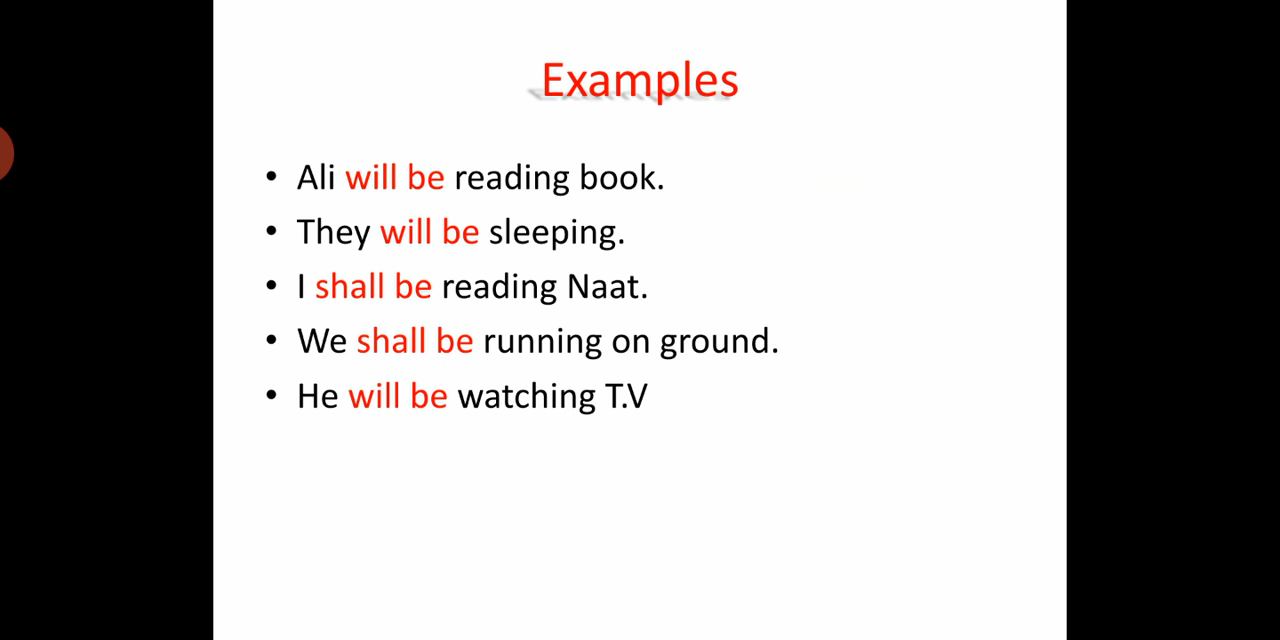 Examples
• Ali will be reading book.
• They will be sleeping.
• I shall be reading Naat.
• We shall be running on ground.
• He will be watching T.V